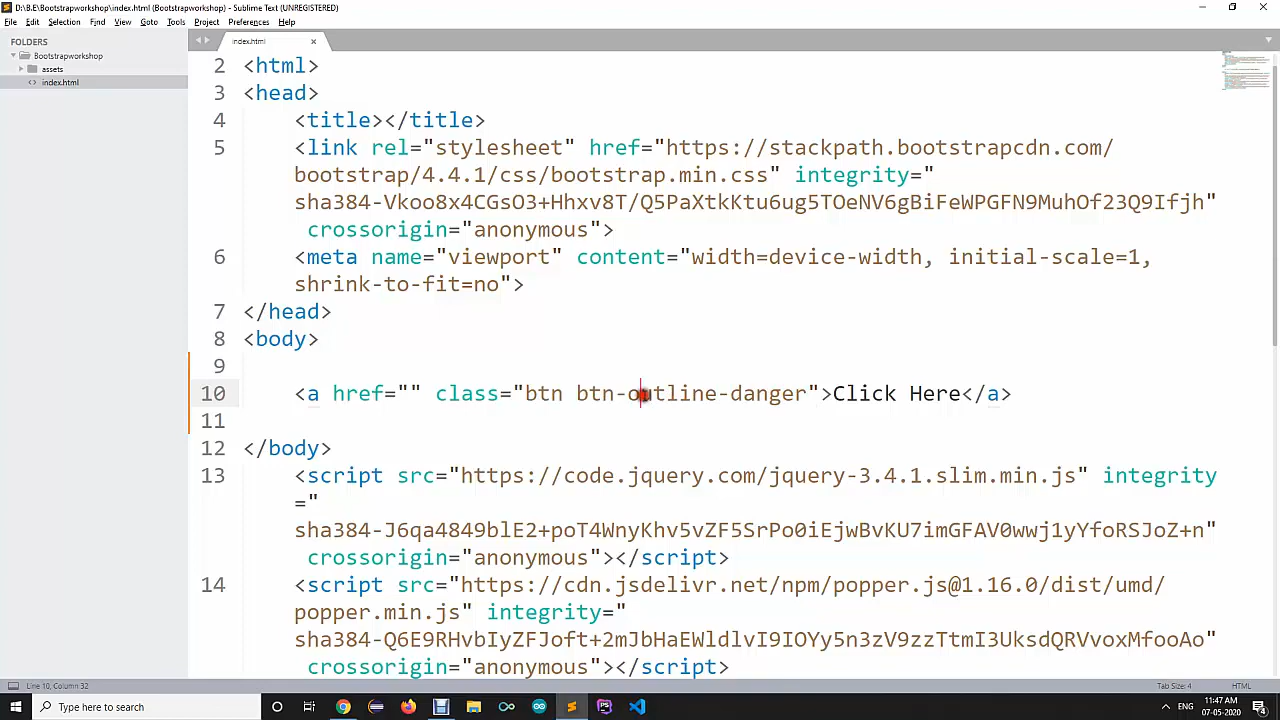 D:\B.E\Bootstrapworkshop\index.html (Bootstrapworkshop) - Sublime Text (UNREGISTERED)
File Edit Selection Find View Goto Tools Project Preferences Help
FOLDERS
Bootstrapworkshop
assets
index.html
index.html
2 <html>
3 <head>
4 <title></title>
5 <link rel="stylesheet" href="https://stackpath.bootstrapcdn.com/
bootstrap/4.4.1/css/bootstrap.min.css" integrity="
sha384-Vkoo8x4CGsO3+Hhxv8T/Q5PaXtkKtu6ug5TOeNV6gBiFeWPGFN9MuhOf23Q9Ifjh"
crossorigin="anonymous">
6 <meta name="viewport" content="width=device-width, initial-scale=1,
shrink-to-fit=no">
7 </head>
8 <body>
9
10 <a href="" class="btn btn-outline-danger">Click Here</a>
11
12 </body>
13 <script src="https://code.jquery.com/jquery-3.4.1.slim.min.js" integrity
="
sha384-J6qa4849blE2+poT4WnyKhv5vZF5SrPo0iEjwBvKU7imGFAV0wwj1yYfoRSJoZ+n"
crossorigin="anonymous"></script>
14 <script src="https://cdn.jsdelivr.net/npm/popper.js@1.16.0/dist/umd/
popper.min.js" integrity="
sha384-Q6E9RHvbIyZFJoft+2mJbHaEWldlvI9IOYy5n3zV9zzTtmI3UksdQRVvoxMfooAo"
crossorigin="anonymous"></script>
Line 10, Column 32
Tab Size: 4
HTML
Type here to search
ENG
11:47 AM
07-05-2020